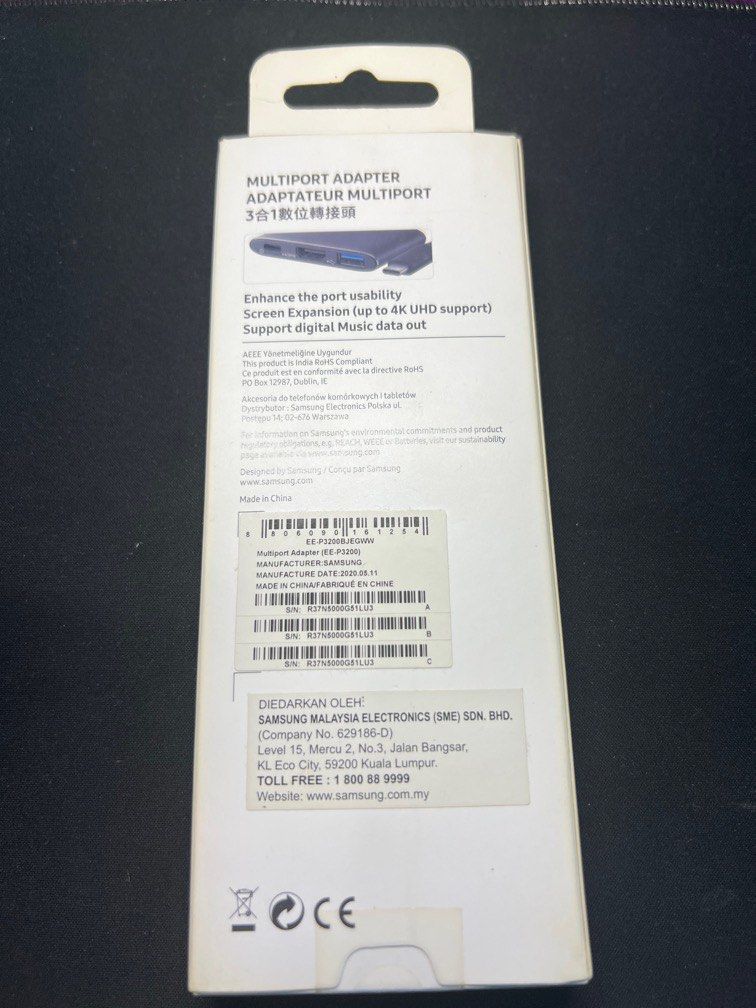 MULTIPORT ADAPTER
ADAPTATEUR MULTIPORT
3合1數位轉接頭
Enhance the port usability
Screen Expansion (up to 4K UHD support)
Support digital Music data out
AEEE Yönetmeliğine Uygundur
This product is India RoHS Compliant
Ce produit est en conformité avec la directive RoHS
PO Box 12987, Dublin, IE
Akcesoria do telefonów komórkowych i tabletów
Dystrybutor : Samsung Electronics Polska ul.
Postępu 14; 02-676 Warszawa
For information on Samsung's environmental commitments and product
regulatory obligations, e.g. REACH, WEEE or Batteries, visit our sustainability
page available via www.samsung.com
Designed by Samsung / Conçu par Samsung
www.samsung.com
Made in China
8 806090 161254
EE-P3200BJEGWW
Multiport Adapter (EE-P3200)
MANUFACTURER:SAMSUNG
MANUFACTURE DATE:2020.05.11
MADE IN CHINA/FABRIQUÉ EN CHINE
S/N: R37N5000G51LU3 A
S/N: R37N5000G51LU3 B
S/N: R37N5000G51LU3 C
DIEDARKAN OLEH:
SAMSUNG MALAYSIA ELECTRONICS (SME) SDN. BHD.
(Company No. 629186-D)
Level 15, Mercu 2, No.3, Jalan Bangsar,
KL Eco City, 59200 Kuala Lumpur.
TOLL FREE : 1 800 88 9999
Website: www.samsung.com.my
CE